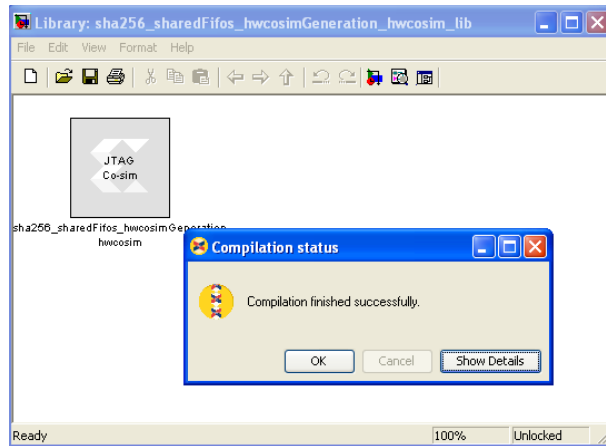 Library: sha256_sharedFifos_hwcosimGeneration_hwcosim_lib
File Edit View Format Help
JTAG
Co-sim
sha256_sharedFifos_hwcosimGeneration
hwcosim
Compilation status
Compilation finished successfully.
OK Cancel Show Details
Ready 100% Unlocked